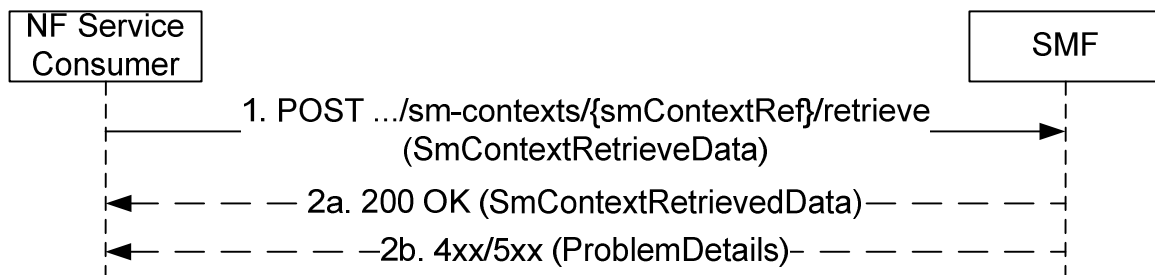 NF Service
Consumer
SMF
1. POST .../sm-contexts/{smContextRef}/retrieve
(SmContextRetrieveData)
2a. 200 OK (SmContextRetrievedData)
2b. 4xx/5xx (ProblemDetails)